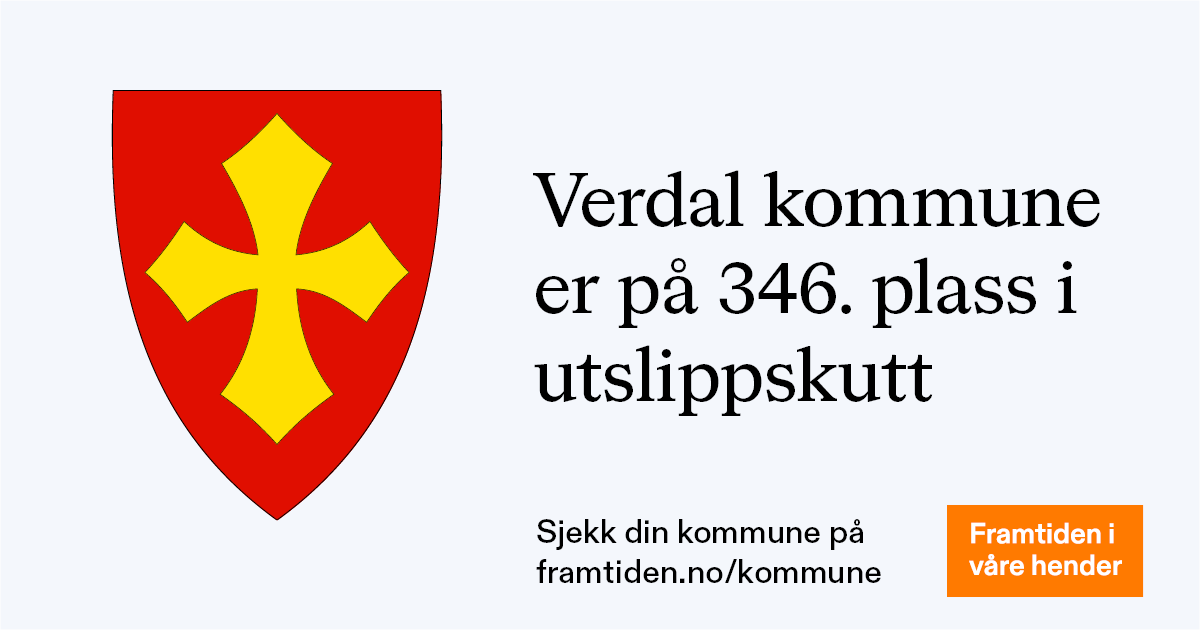 Verdal kommune
er på 346. plass i
utslippskutt
Sjekk din kommune på
framtiden.no/kommune
Framtiden i
våre hender